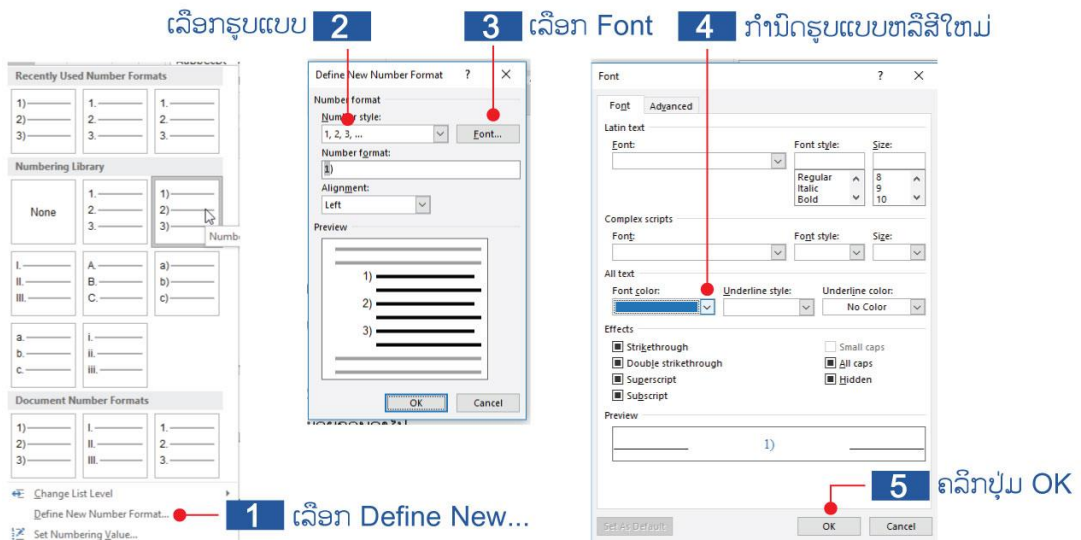 ເລືອກຮູບແບບ 2
3 ເລືອກ Font
4 ກຳນົດຮູບແບບຫລືສີໃຫມ່
Recently Used Number Formats
1) 1. 1.
2) 2. 2.
3) 3. 3.
Numbering Library
None
1. 1)
2. 2)
3. 3)
I. A. a)
II. B. b)
III. C. c)
a. i.
b. ii.
c. iii.
Document Number Formats
1) I. 1.
2) II. 2.
3) III. 3.
Change List Level
Define New Number Format...
Set Numbering Value...
1 ເລືອກ Define New...
Define New Number Format ? X
Number format
Number style:
1, 2, 3, ...
Font...
Number format:
1)
Alignment:
Left
Preview
1)
2)
3)
OK Cancel
Font ? X
Font Advanced
Latin text
Font: Font style: Size:
Regular 8
Italic 9
Bold 10
Complex scripts
Font: Font style: Size:
All text
Font color: Underline style: Underline color:
No Color
Effects
Strikethrough Small caps
Double strikethrough All caps
Superscript Hidden
Subscript
Preview
1)
5 ຄລິກປຸ່ມ OK
Set As Default OK Cancel